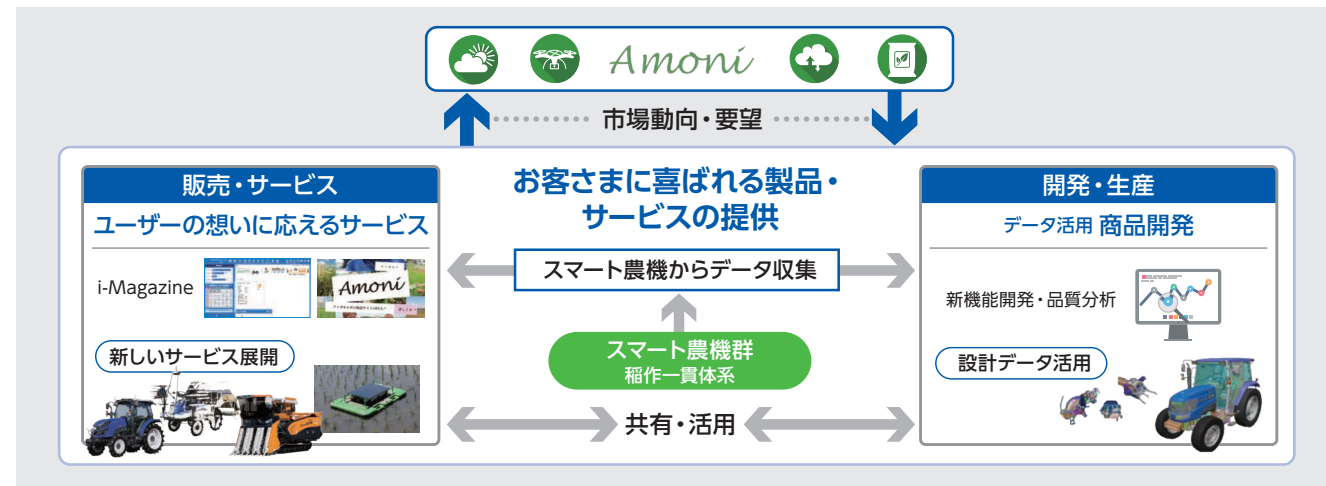 Amoni
市場動向・要望
販売・サービス
ユーザーの想いに応えるサービス
i-Magazine
Amoni
新しいサービス展開
お客さまに喜ばれる製品・
サービスの提供
スマート農機からデータ収集
スマート農機群
稲作一貫体系
共有・活用
開発・生産
データ活用 商品開発
新機能開発・品質分析
設計データ活用